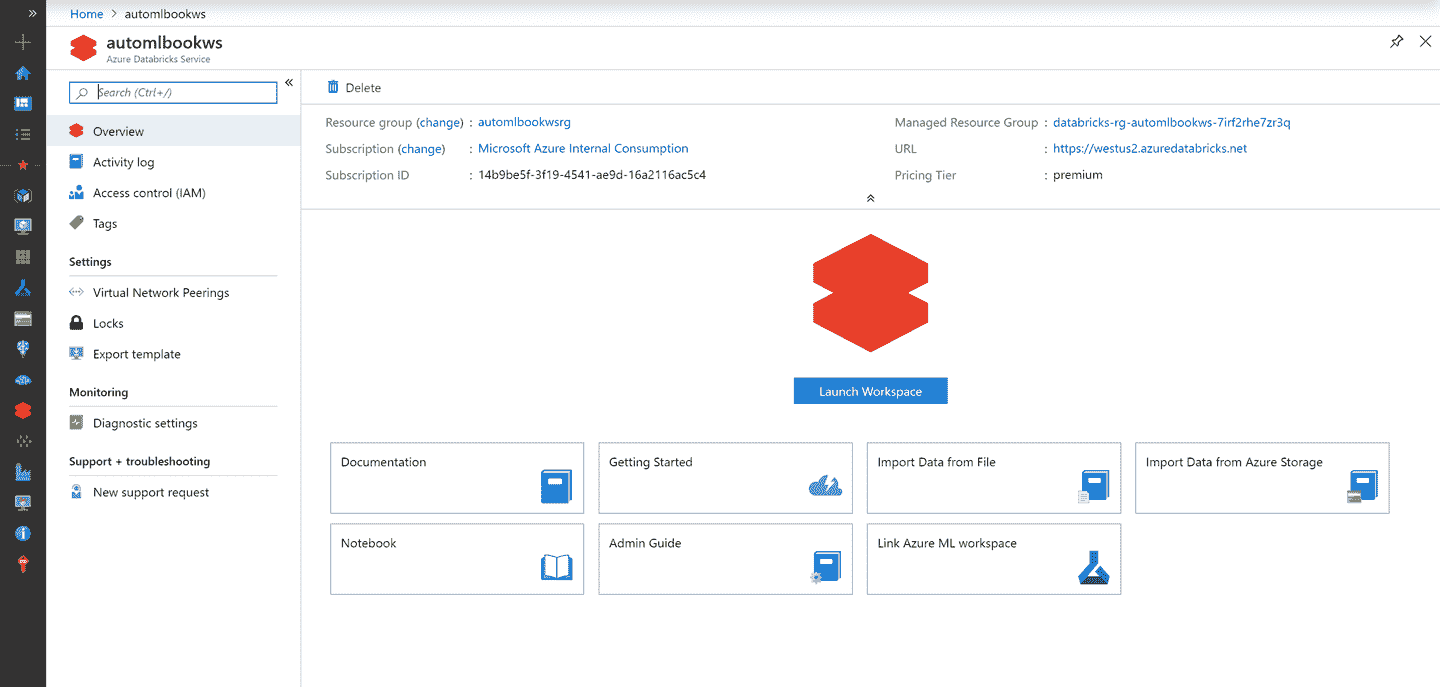 Home > automlbookws
automlbookws
Azure Databricks Service
Search (Ctrl+/)
Overview
Activity log
Access control (IAM)
Tags
Settings
Virtual Network Peerings
Locks
Export template
Monitoring
Diagnostic settings
Support + troubleshooting
New support request
Delete
Resource group (change) : automlbookwsrg
Subscription (change) : Microsoft Azure Internal Consumption
Subscription ID : 14b9be5f-3f19-4541-ae9d-16a2116ac5c4
Managed Resource Group : databricks-rg-automlbookws-7irf2rhe7zr3q
URL : https://westus2.azuredatabricks.net
Pricing Tier : premium
Launch Workspace
Documentation
Getting Started
Import Data from File
Import Data from Azure Storage
Notebook
Admin Guide
Link Azure ML workspace